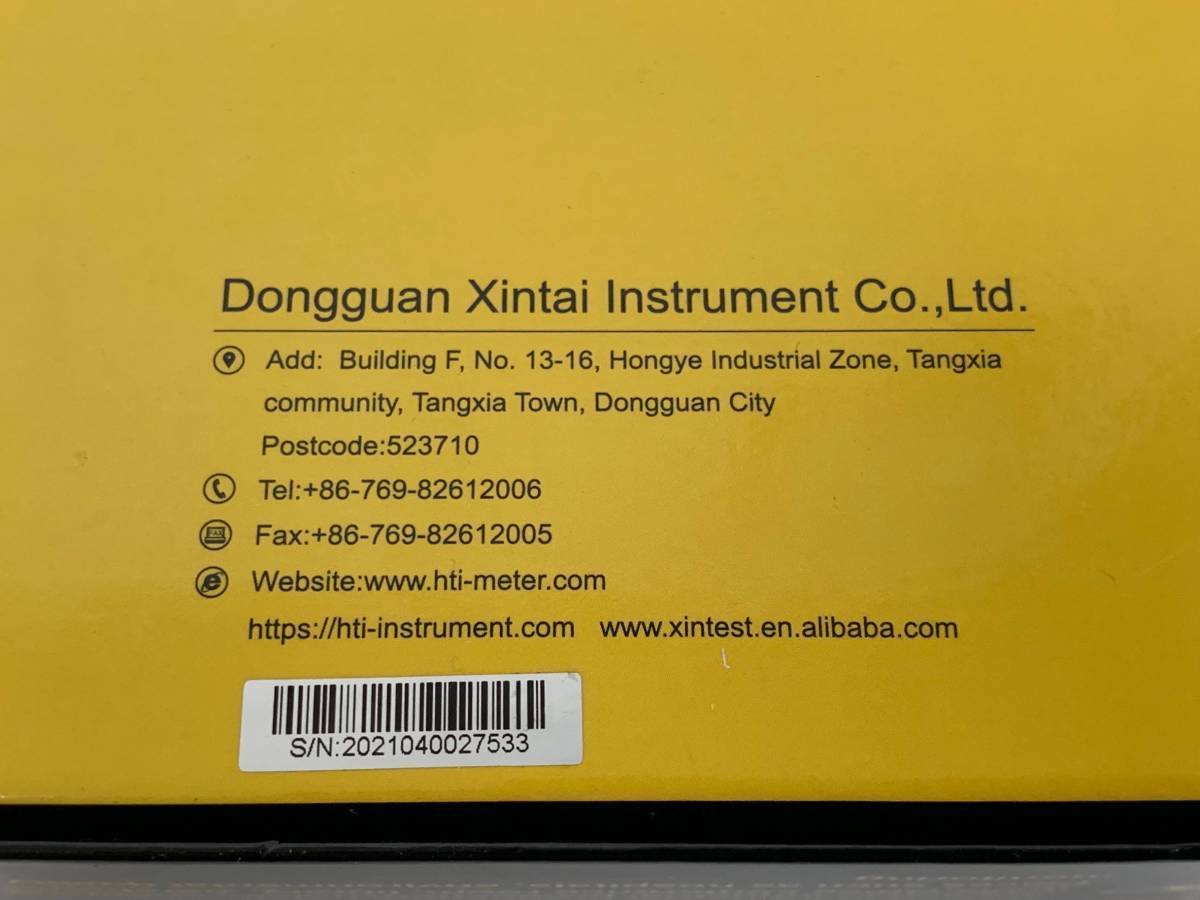 Dongguan Xintai Instrument Co.,Ltd.
Add: Building F, No. 13-16, Hongye Industrial Zone, Tangxia
community, Tangxia Town, Dongguan City
Postcode:523710
Tel:+86-769-82612006
FAX
Fax:+86-769-82612005
Website:www.hti-meter.com
https://hti-instrument.com www.xintest.en.alibaba.com
S/N:2021040027533